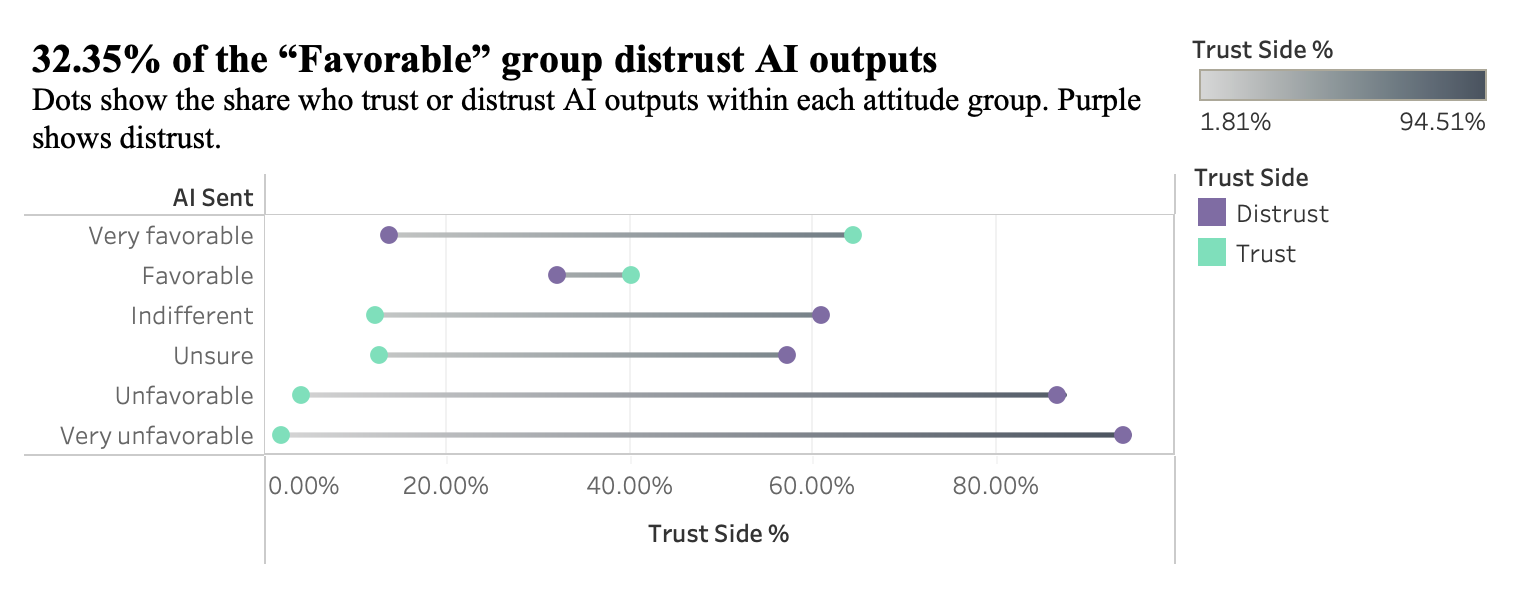 32.35% of the “Favorable” group distrust AI outputs
Dots show the share who trust or distrust AI outputs within each attitude group. Purple
shows distrust.
Trust Side %
1.81% 94.51%
Trust Side
Distrust
Trust
AI Sent
Very favorable
Favorable
Indifferent
Unsure
Unfavorable
Very unfavorable
0.00% 20.00% 40.00% 60.00% 80.00%
Trust Side %